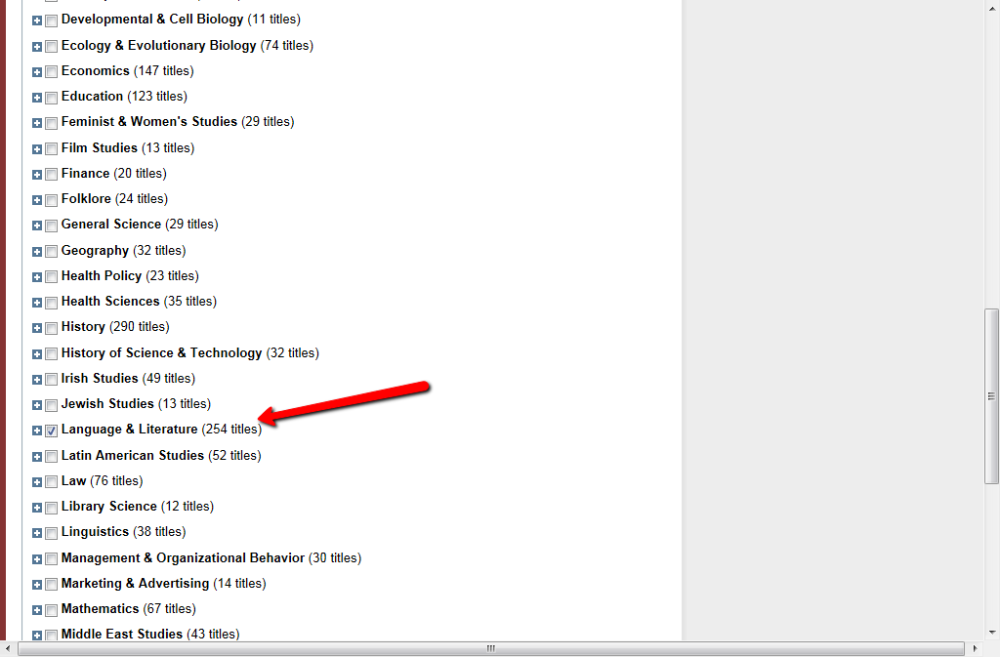 Developmental & Cell Biology (11 titles)
Ecology & Evolutionary Biology (74 titles)
Economics (147 titles)
Education (123 titles)
Feminist & Women's Studies (29 titles)
Film Studies (13 titles)
Finance (20 titles)
Folklore (24 titles)
General Science (29 titles)
Geography (32 titles)
Health Policy (23 titles)
Health Sciences (35 titles)
History (290 titles)
History of Science & Technology (32 titles)
Irish Studies (49 titles)
Jewish Studies (13 titles)
Language & Literature (254 titles)
Latin American Studies (52 titles)
Law (76 titles)
Library Science (12 titles)
Linguistics (38 titles)
Management & Organizational Behavior (30 titles)
Marketing & Advertising (14 titles)
Mathematics (67 titles)
Middle East Studies (43 titles)